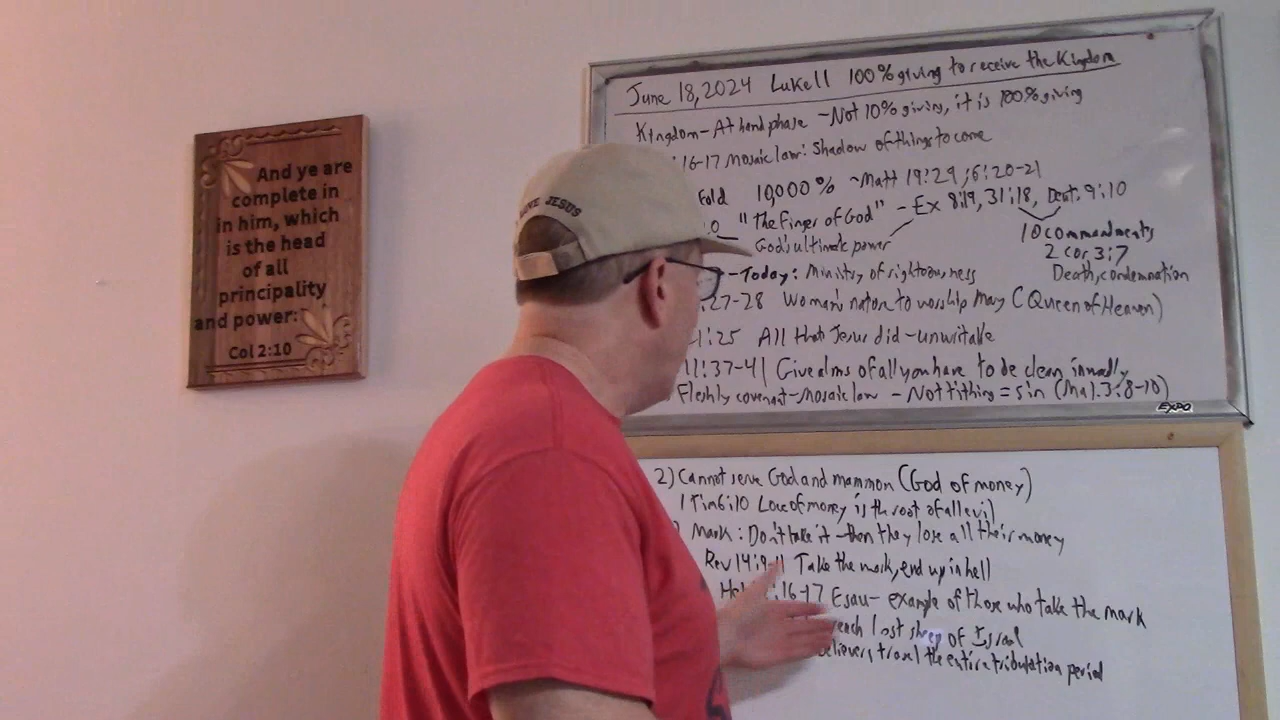 And ye are
complete in
in him, which
is the head
of all
principality
and power:
Col 2:10
JESUS
June 18, 2024 Luke 11 100% giving to receive the Kingdom
Kingdom - At hand phase - Not 10% giving, it is 100% giving
16-17 Mosaic law: Shadow of things to come
Fold 10,000% ~ Matt 19:29; 6:20-21
"The Finger of God" - Ex 8:19, 31:18, Deut. 9:10
God's ultimate power
10 commandments
2 Cor 3:7
Death, condemnation
- Today: Ministry of righteousness
27-28 Woman's nature to worship Mary (Queen of Heaven)
:25 All that Jesus did - unwritable
11:37-41 Give alms of all you have to be clean inwardly
Fleshly covenant - Mosaic law - Not tithing = sin (Mal. 3:8-10)
EXPO
2) Cannot serve God and mammon (God of money)
1 Tim 6:10 Love of money is th root of all evil
Mark: Don't take it - then they lose all their money
Rev 14:9-11 Take the mark, end up in hell
16-17 Esau - example of those who take the mark
lost sheep of Israel
believers travel the entire tribulation period